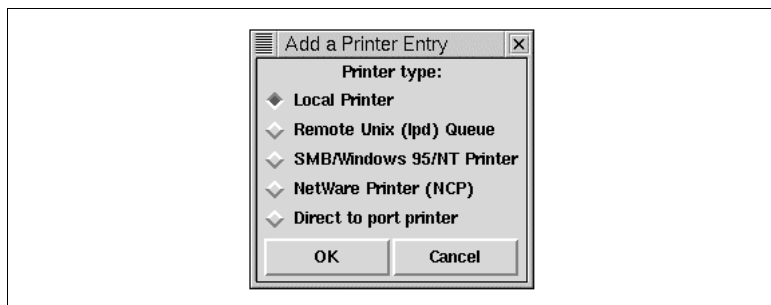 Add a Printer Entry
Printer type:
Local Printer
Remote Unix (lpd) Queue
SMB/Windows 95/NT Printer
NetWare Printer (NCP)
Direct to port printer
OK Cancel